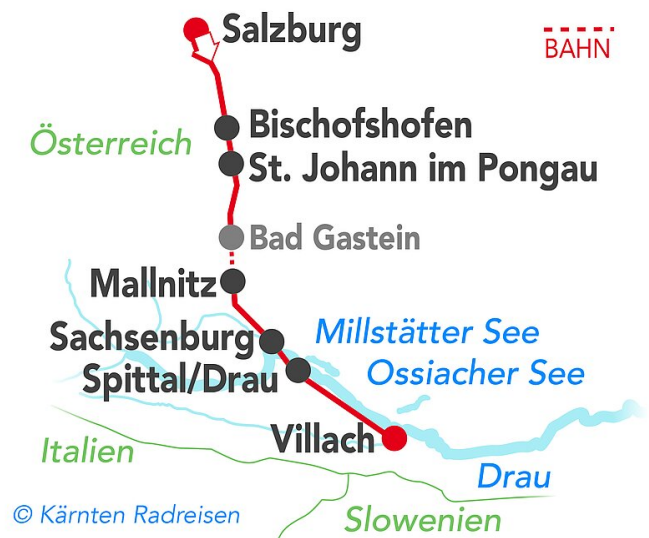 Salzburg
BAHN
Bischofshofen
Österreich
St. Johann im Pongau
Bad Gastein
Mallnitz
Sachsenburg
Millstätter See
Spittal/Drau
Ossiacher See
Villach
Italien
Drau
© Kärnten Radreisen
Slowenien